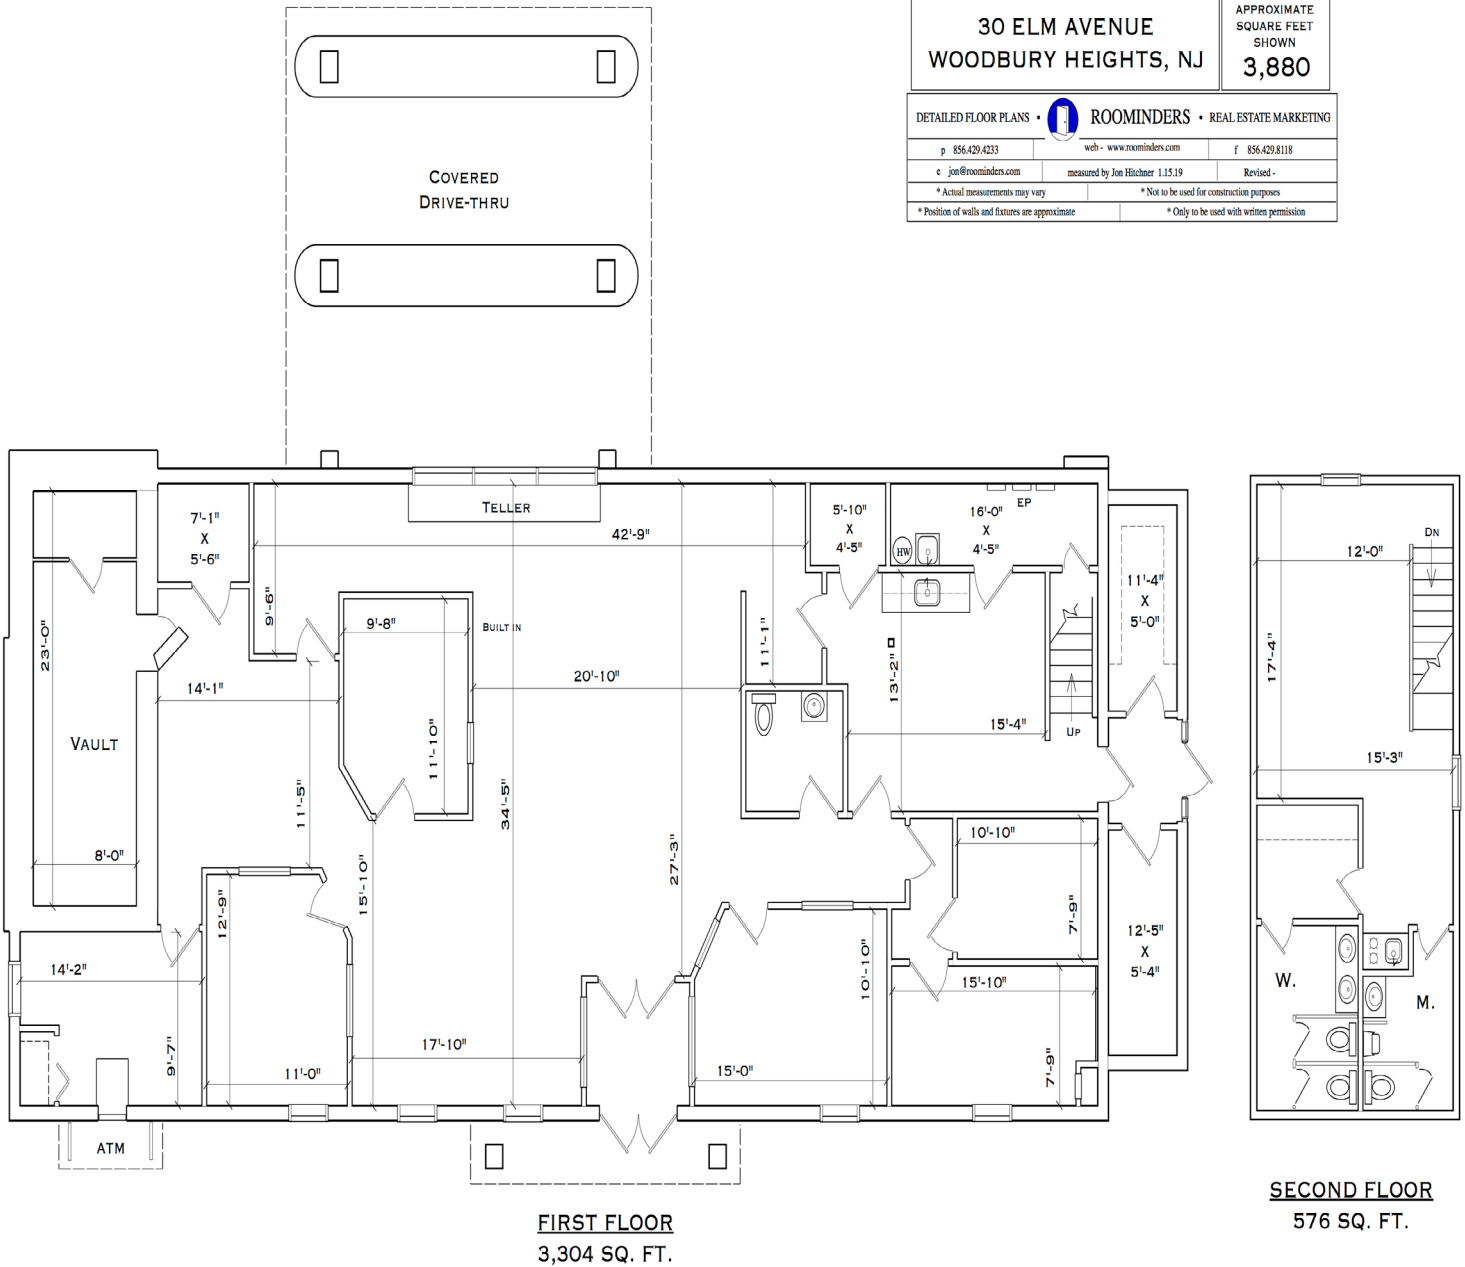 30 ELM AVENUE
WOODBURY HEIGHTS, NJ
APPROXIMATE
SQUARE FEET
SHOWN
3,880
DETAILED FLOOR PLANS • ROOMINDERS • REAL ESTATE MARKETING
p 856.429.4233
web - www.roominders.com
f 856.429.8118
e jon@roominders.com
measured by Jon Hitchner 1.15.19
Revised -
* Actual measurements may vary
* Not to be used for construction purposes
* Position of walls and fixtures are approximate
* Only to be used with written permission
COVERED
DRIVE-THRU
TELLER
7'-1"
X
5'-6"
42'-9"
5'-10"
X
4'-5"
16'-0"
X
4'-5"
EP
HW
11'-4"
X
5'-0"
9'-6"
9'-8"
BUILT IN
11'-1"
23'-0"
14'-1"
20'-10"
13'-2"
15'-4"
UP
VAULT
11'-10"
11'-5"
34'-5"
8'-0"
15'-10"
27'-3"
10'-10"
12'-9"
7'-9"
12'-5"
X
5'-4"
14'-2"
10'-10"
15'-10"
9'-7"
11'-0"
17'-10"
15'-0"
7'-9"
ATM
FIRST FLOOR
3,304 SQ. FT.
12'-0"
DN
17'-4"
15'-3"
W.
M.
SECOND FLOOR
576 SQ. FT.